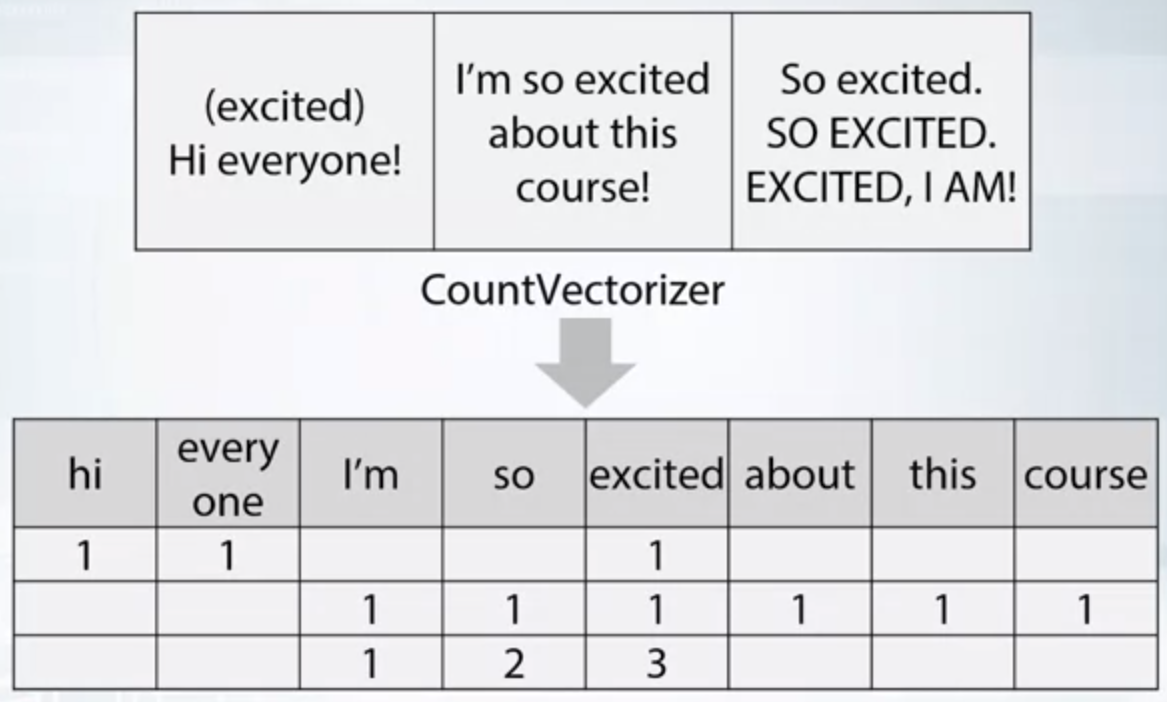 (excited)
Hi everyone!
I'm so excited
about this
course!
So excited.
SO EXCITED.
EXCITED, I AM!
CountVectorizer
hi every one I'm so excited about this course
1 1 1
1 1 1 1 1 1
1 2 3